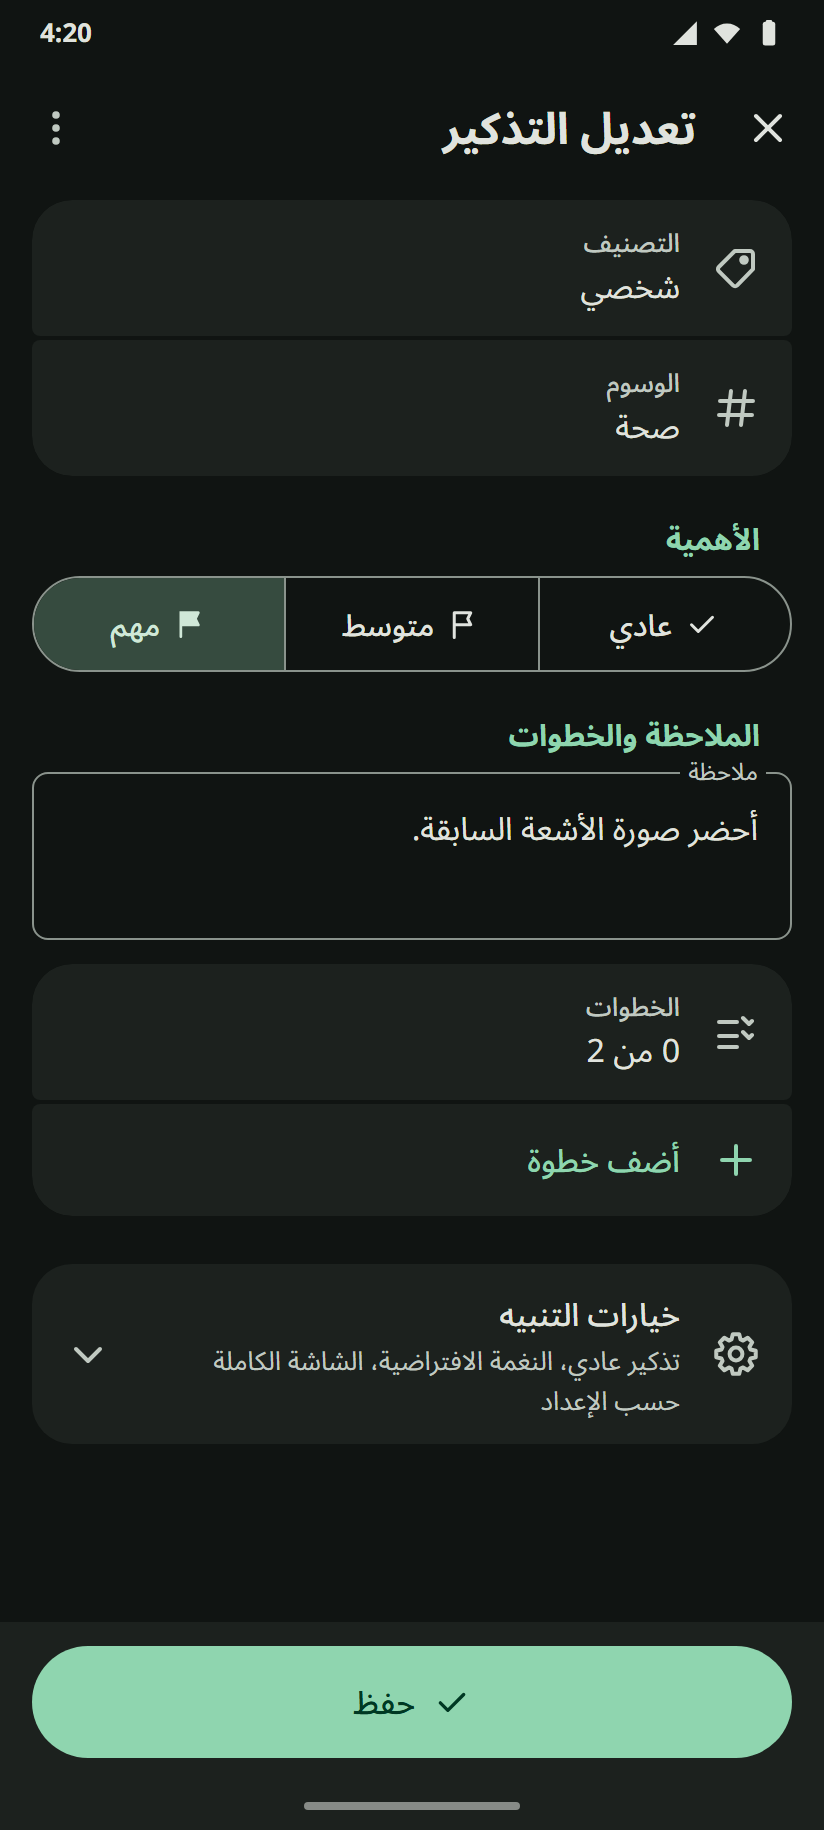 4:20
تعديل التذكير
التصنيف
شخصي
الوسوم
صحة
الأهمية
عادي
متوسط
مهم
الملاحظة والخطوات
ملاحظة
أحضر صورة الأشعة السابقة.
الخطوات
0 من 2
أضف خطوة
خيارات التنبيه
تذكير عادي، النغمة الافتراضية، الشاشة الكاملة
حسب الإعداد
حفظ